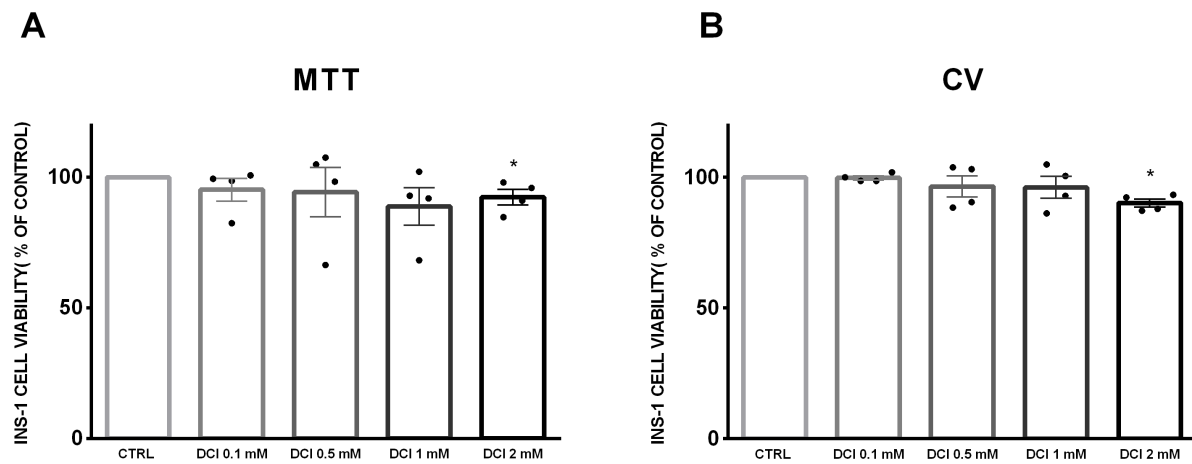 A
MTT
INS-1 CELL VIABILITY( % OF CONTROL)
100
50
0
*
CTRL DCI 0.1 mM DCI 0.5 mM DCI 1 mM DCI 2 mM
B
CV
INS-1 CELL VIABILITY( % OF CONTROL)
100
50
0
*
CTRL DCI 0.1 mM DCI 0.5 mM DCI 1 mM DCI 2 mM